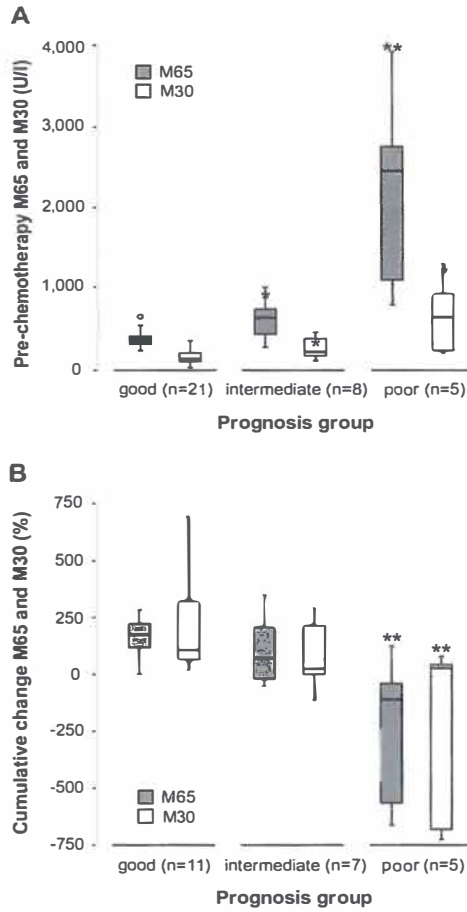 A
Pre-chemotherapy M65 and M30 (U/l)
4,000
3,000
2,000
1,000
0
M65
M30
**
*
*
good (n=21) intermediate (n=8) poor (n=5)
Prognosis group
B
Cumulative change M65 and M30 (%)
750
500
250
0
-250
-500
-750
** **
M65
M30
good (n=11) intermediate (n=7) poor (n=5)
Prognosis group